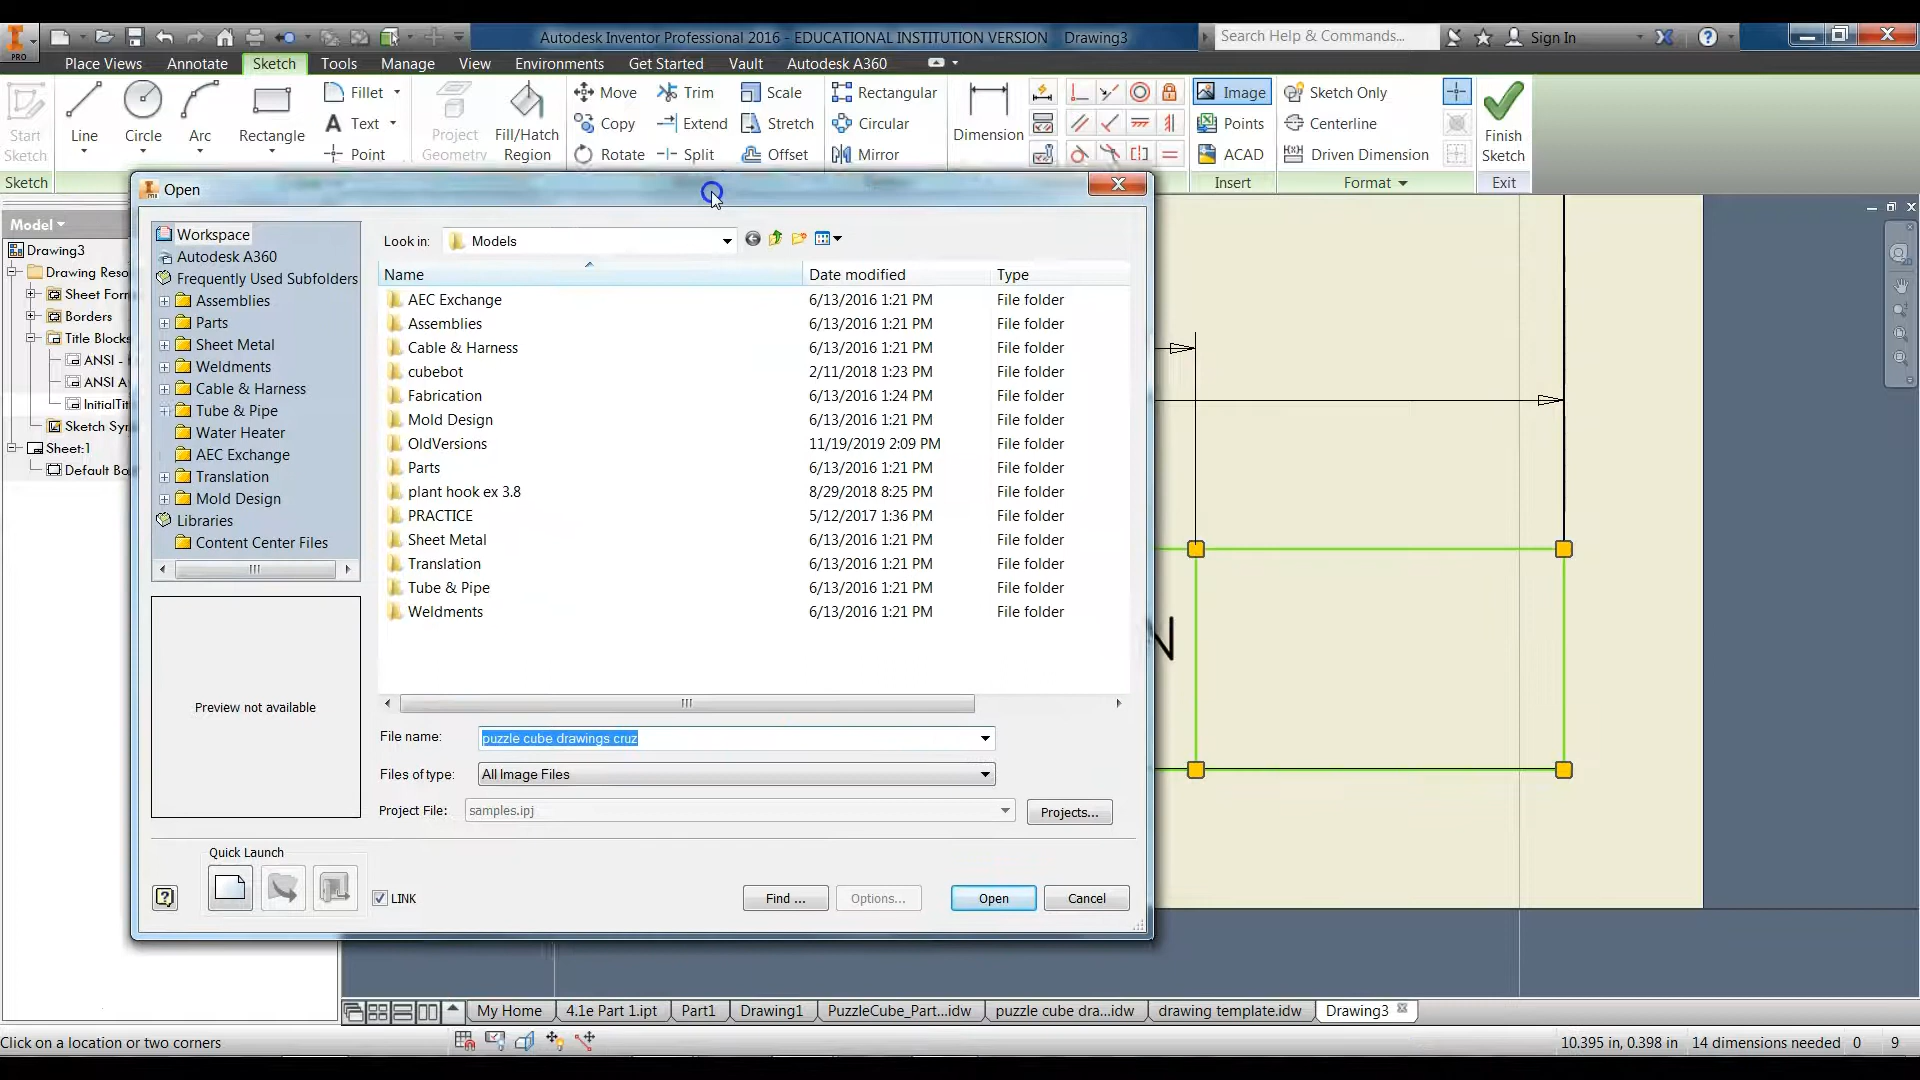 Autodesk Inventor Professional 2016 - EDUCATIONAL INSTITUTION VERSION Drawing3
Search Help & Commands...
Sign In
PRO
Place Views Annotate Sketch Tools Manage View Environments Get Started Vault Autodesk A360
Start Sketch
Line
Circle
Arc
Rectangle
Fillet
Text
Point
Project Geometry
Fill/Hatch Region
Move
Copy
Rotate
Trim
Extend
Split
Scale
Stretch
Offset
Rectangular
Circular
Mirror
Dimension
Image
Points
ACAD
Sketch Only
Centerline
Driven Dimension
Finish Sketch
Sketch
Insert
Format
Exit
Model
Drawing3
Drawing Reso
Sheet Form
Borders
Title Blocks
ANSI -
ANSI A
InitialTit
Sketch Syr
Sheet:1
Default Bo
Open
Workspace
Autodesk A360
Frequently Used Subfolders
Assemblies
Parts
Sheet Metal
Weldments
Cable & Harness
Tube & Pipe
Water Heater
AEC Exchange
Translation
Mold Design
Libraries
Content Center Files
Preview not available
Look in: Models
Name Date modified Type
AEC Exchange 6/13/2016 1:21 PM File folder
Assemblies 6/13/2016 1:21 PM File folder
Cable & Harness 6/13/2016 1:21 PM File folder
cubebot 2/11/2018 1:23 PM File folder
Fabrication 6/13/2016 1:24 PM File folder
Mold Design 6/13/2016 1:21 PM File folder
OldVersions 11/19/2019 2:09 PM File folder
Parts 6/13/2016 1:21 PM File folder
plant hook ex 3.8 8/29/2018 8:25 PM File folder
PRACTICE 5/12/2017 1:36 PM File folder
Sheet Metal 6/13/2016 1:21 PM File folder
Translation 6/13/2016 1:21 PM File folder
Tube & Pipe 6/13/2016 1:21 PM File folder
Weldments 6/13/2016 1:21 PM File folder
File name: puzzle cube drawings cruz
Files of type: All Image Files
Project File: samples.ipj Projects...
Quick Launch
LINK
Find ... Options... Open Cancel
N
My Home 4.1e Part 1.ipt Part1 Drawing1 PuzzleCube_Part...idw puzzle cube dra...idw drawing template.idw Drawing3
Click on a location or two corners
10.395 in, 0.398 in 14 dimensions needed 0 9